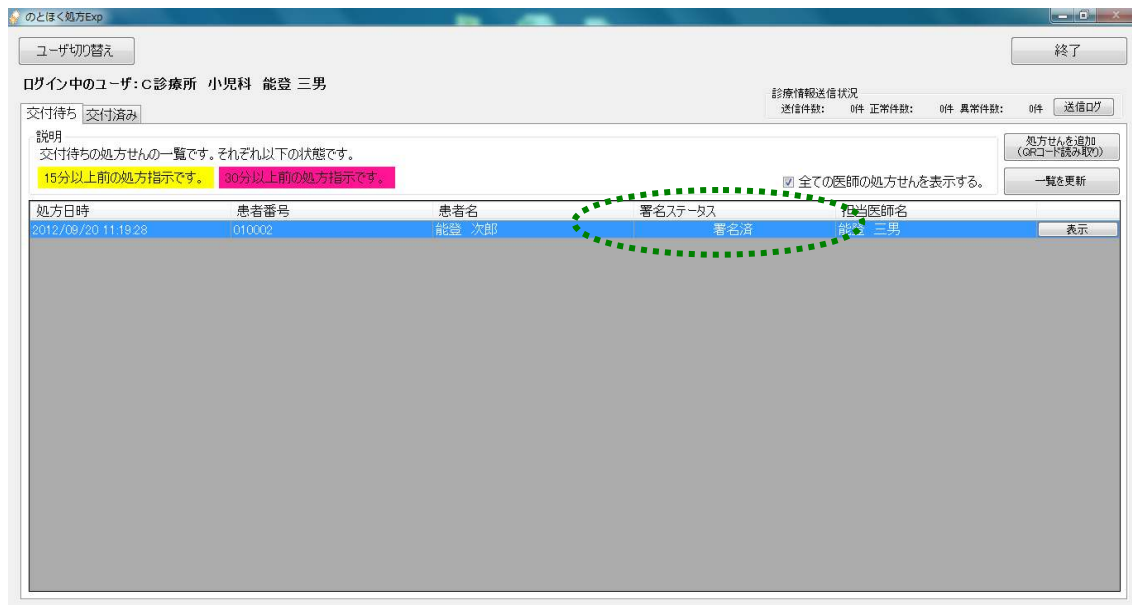 のとほく処方Exp
ユーザ切り替え
終了
ログイン中のユーザ:C診療所 小児科 能登 三男
診療情報送信状況
送信件数: 0件 正常件数: 0件 異常件数: 0件 送信ログ
交付待ち 交付済み
説明
交付待ちの処方せんの一覧です。それぞれ以下の状態です。
処方せんを追加
(QRコード読み取り)
15分以上前の処方指示です。 30分以上前の処方指示です。
全ての医師の処方せんを表示する。
一覧を更新
処方日時 患者番号 患者名 署名ステータス 担当医師名
2012/09/20 11:19:28 010002 能登 次郎 署名済 能登 三男 表示